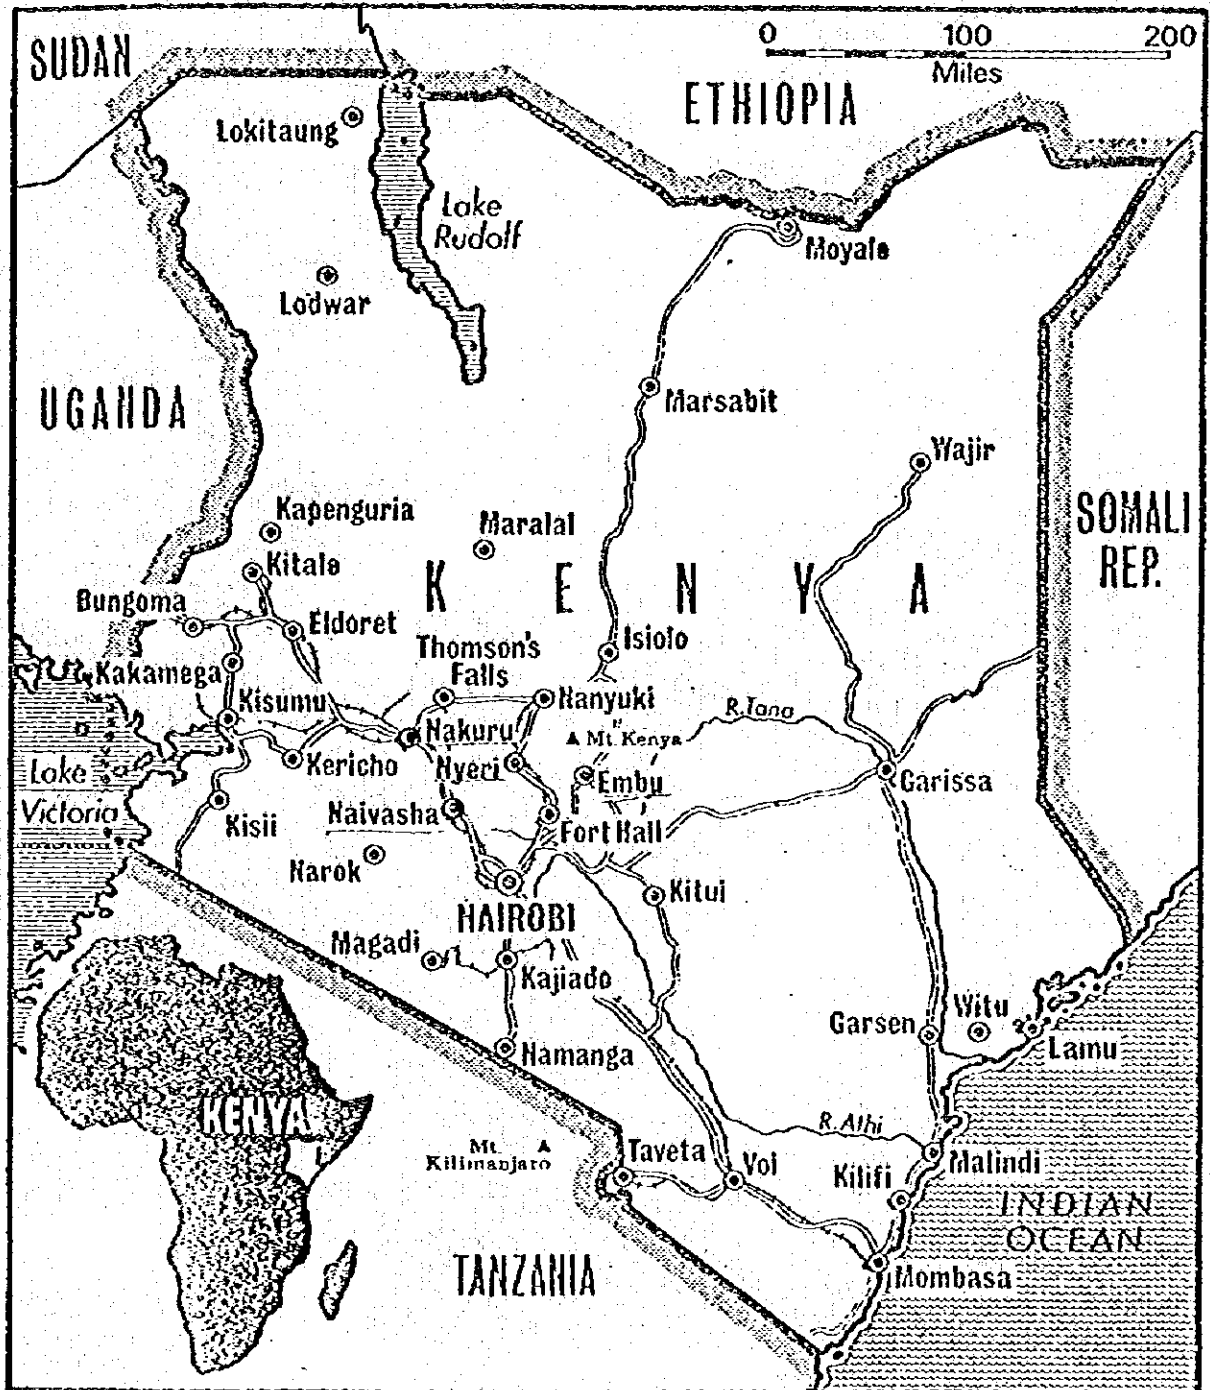 SUDAN
0 100 200
Miles
ETHIOPIA
Lokitaung
Lake
Rudolf
Moyale
Lodwar
UGANDA
Marsabit
Wajir
SOMALI
REP.
Kapenguria
Maralal
Kitale
KENYA
Bungoma
Eldoret
Isiolo
Thomson's
Falls
Kakamega
Kisumu
Nanyuki
R.Tana
Nakuru
Mt. Kenya
Kericho
Nyeri
Embu
Garissa
Lake
Victoria
Kisii
Naivasha
Fort Hall
Narok
Kitui
NAIROBI
Magadi
Kajiado
Witu
Garsen
Lamu
Namanga
KENYA
R.Athi
Mt.
Kilimanjaro
Taveta
Voi
Malindi
Kilifi
INDIAN
OCEAN
TANZANIA
Mombasa